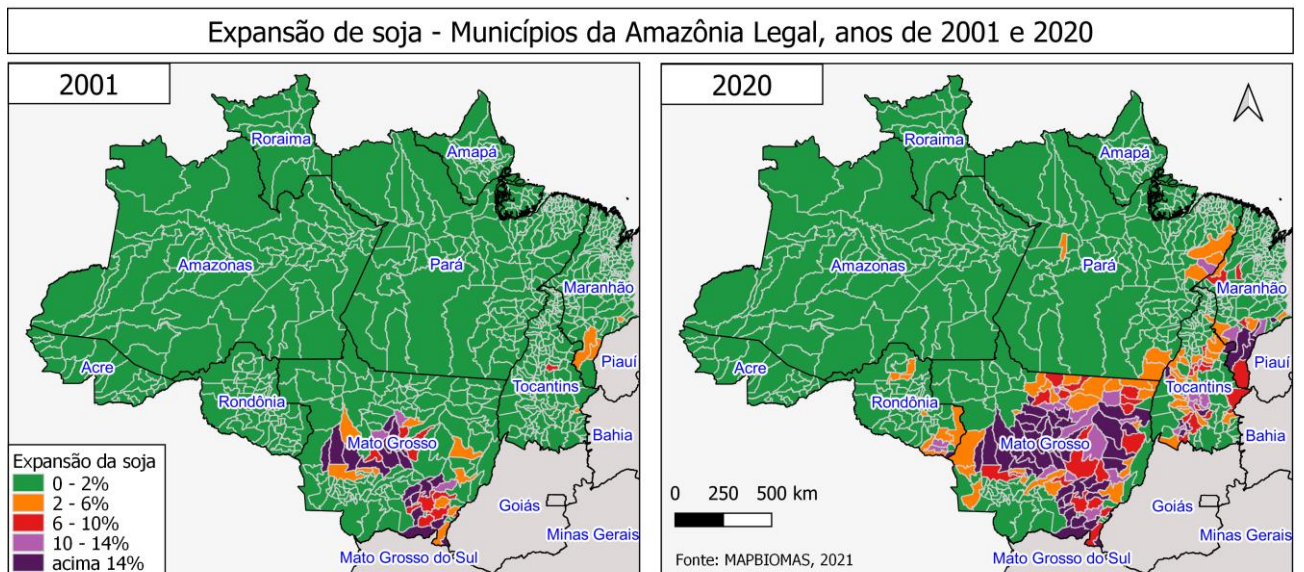 Expansão de soja - Municípios da Amazônia Legal, anos de 2001 e 2020
2001
Roraima
Amapá
Amazonas
Pará
Maranhão
Acre
Piauí
Rondônia
Tocantins
Bahia
Mato Grosso
Goiás
Minas Gerais
Mato Grosso do Sul
Expansão da soja
0 - 2%
2 - 6%
6 - 10%
10 - 14%
acima 14%
2020
Roraima
Amapá
Amazonas
Pará
Maranhão
Acre
Piauí
Rondônia
Tocantins
Bahia
Mato Grosso
Goiás
Minas Gerais
Mato Grosso do Sul
0 250 500 km
Fonte: MAPBIOMAS, 2021